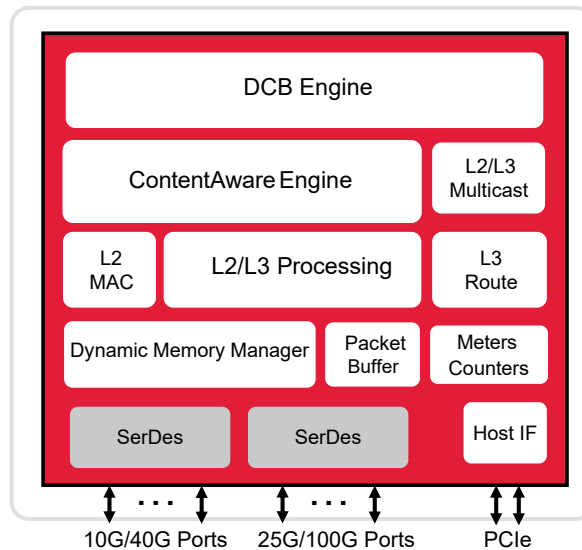 DCB Engine
ContentAware Engine
L2/L3
Multicast
L2
MAC
L2/L3 Processing
L3
Route
Dynamic Memory Manager
Packet
Buffer
Meters
Counters
SerDes
SerDes
Host IF
10G/40G Ports
25G/100G Ports
PCIe